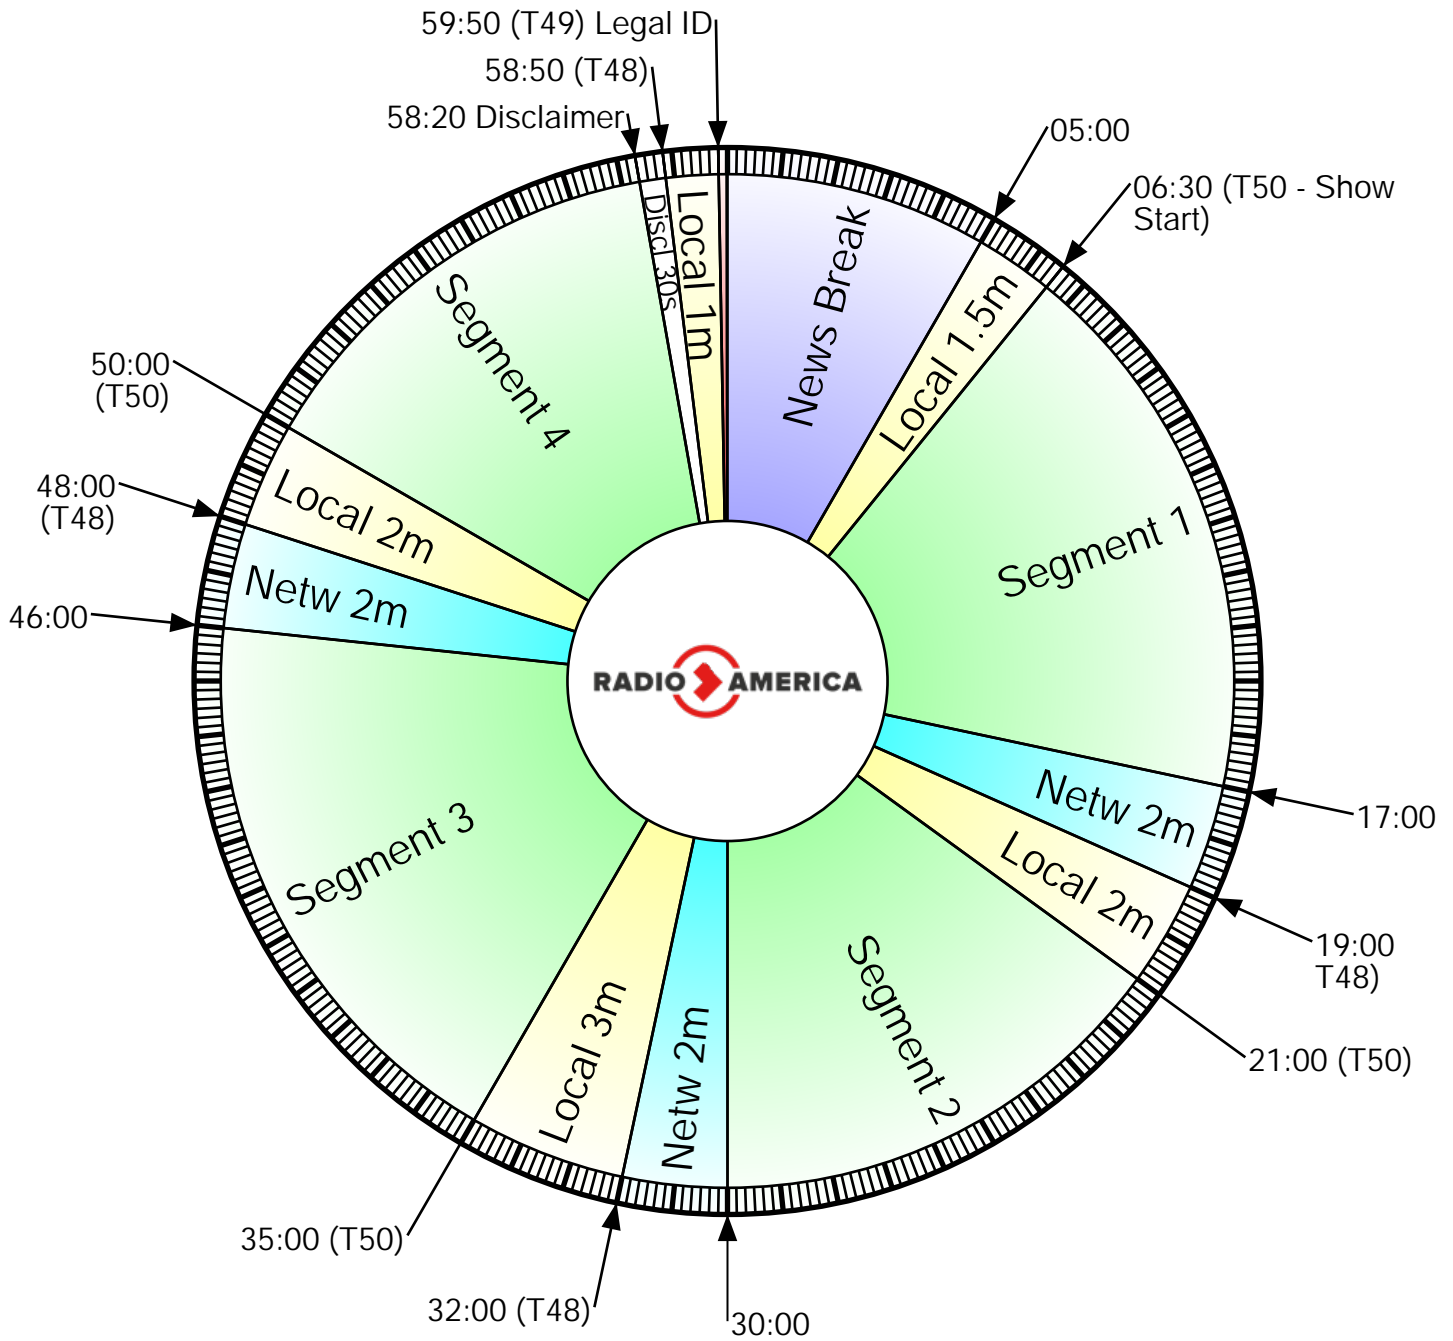 59:50 (T49) Legal ID
58:50 (T48)
58:20 Disclaimer
05:00
06:30 (T50 - Show
Start)
News Break
Local 1.5m
Segment 1
17:00
Netw 2m
19:00
T48)
Local 2m
21:00 (T50)
Segment 2
30:00
Netw 2m
32:00 (T48)
Local 3m
35:00 (T50)
Segment 3
46:00
Netw 2m
48:00
(T48)
Local 2m
50:00
(T50)
Segment 4
Discl 30s
Local 1m
RADIO AMERICA